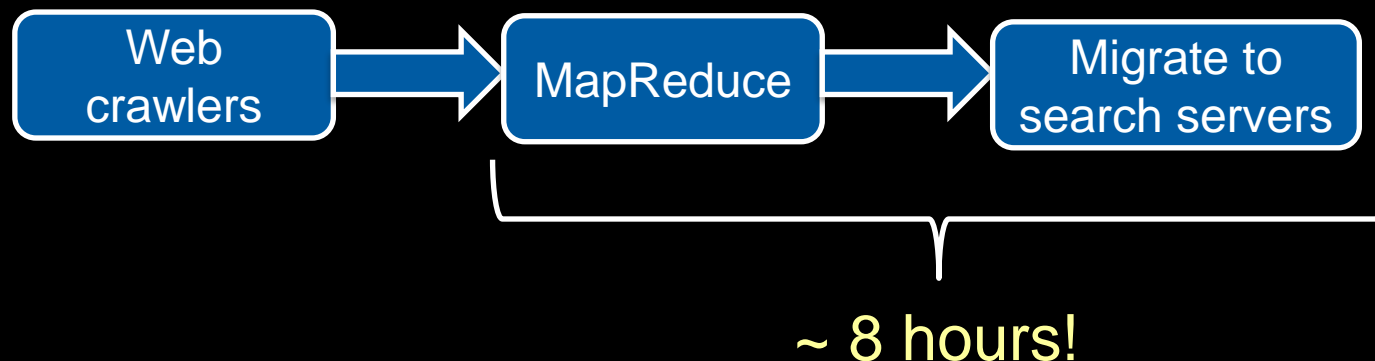 Web
crawlers
MapReduce
Migrate to
search servers
~ 8 hours!